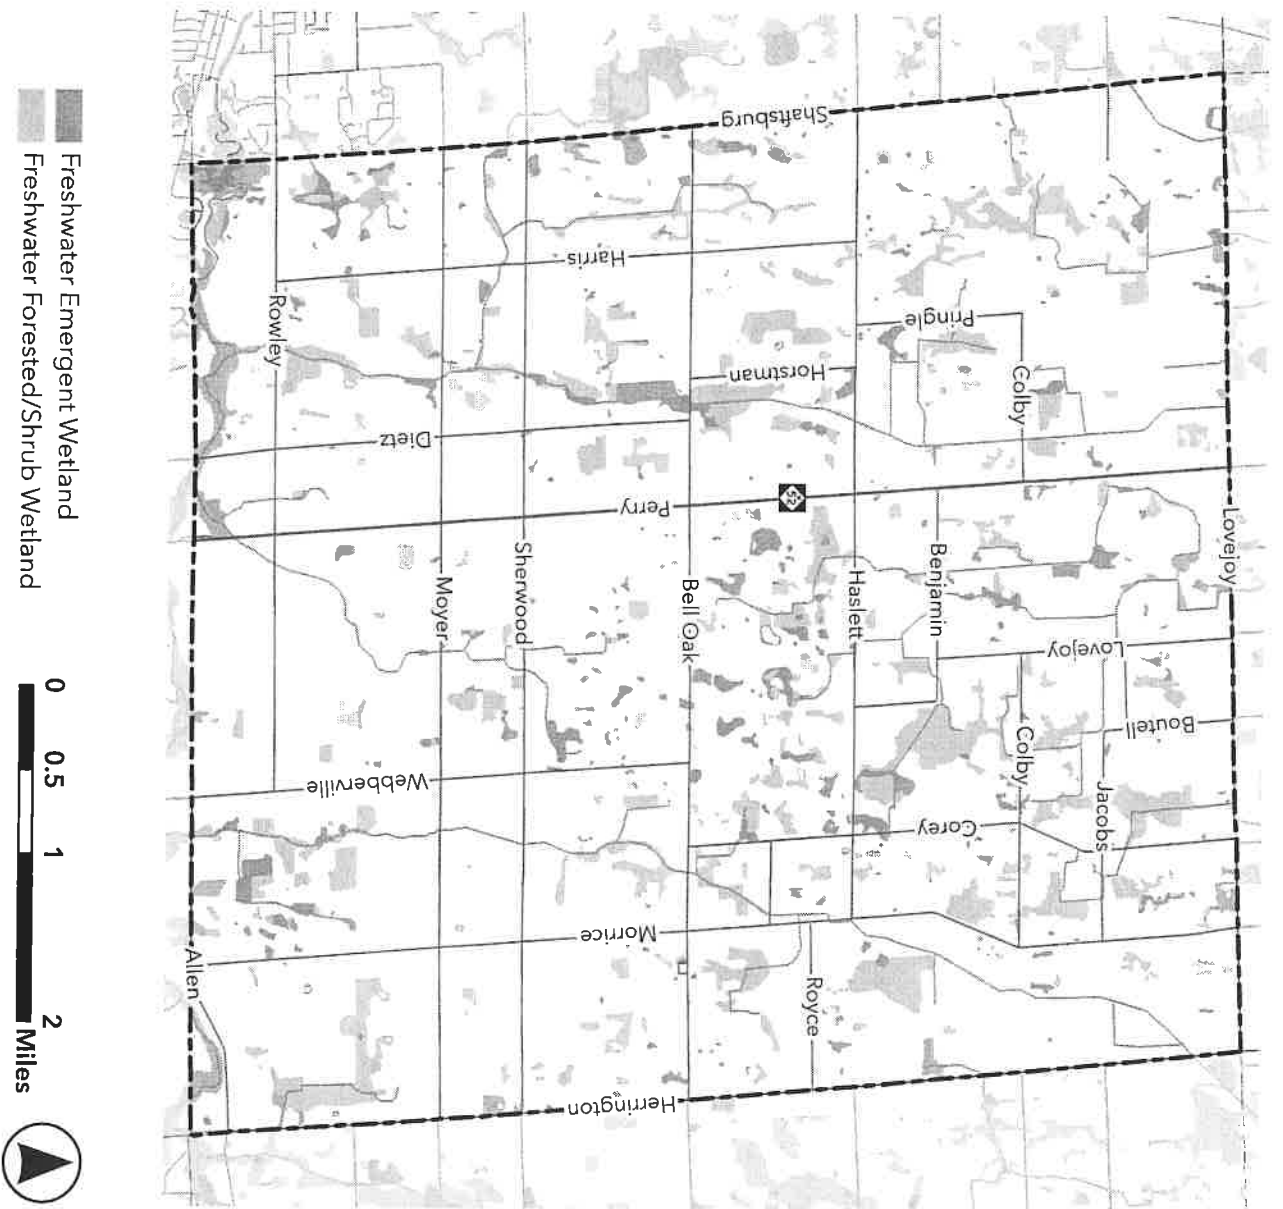 Shaftsburg
Harris
Rowley
Pringle
Horstman
Colby
Dietz
Perry
52
Lovejoy
Sherwood
Moyer
Bell Oak
Haslett
Benjamin
Lovejoy
Boutell
Colby
Webberville
Jacobs
Corey
Morrice
Allen
Royce
Herrington
Freshwater Emergent Wetland
Freshwater Forested/Shrub Wetland
0 0.5 1 2
Miles